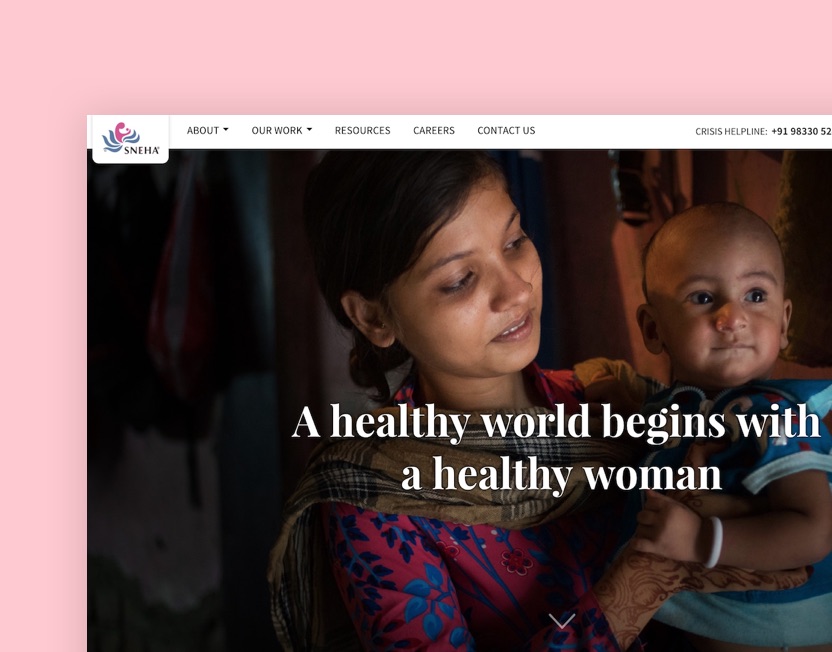 SNEHA
ABOUT
OUR WORK
RESOURCES
CAREERS
CONTACT US
CRISIS HELPLINE: +91 98330 52
A healthy world begins with
a healthy woman